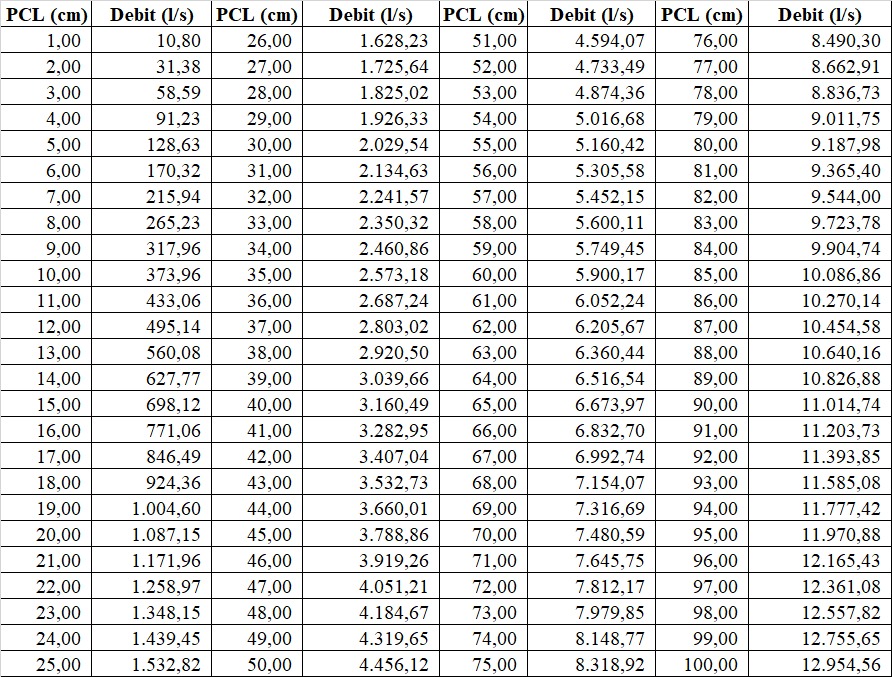 PCL (cm) Debit (l/s) PCL (cm) Debit (l/s) PCL (cm) Debit (l/s) PCL (cm) Debit (l/s)
1,00 10,80 26,00 1.628,23 51,00 4.594,07 76,00 8.490,30
2,00 31,38 27,00 1.725,64 52,00 4.733,49 77,00 8.662,91
3,00 58,59 28,00 1.825,02 53,00 4.874,36 78,00 8.836,73
4,00 91,23 29,00 1.926,33 54,00 5.016,68 79,00 9.011,75
5,00 128,63 30,00 2.029,54 55,00 5.160,42 80,00 9.187,98
6,00 170,32 31,00 2.134,63 56,00 5.305,58 81,00 9.365,40
7,00 215,94 32,00 2.241,57 57,00 5.452,15 82,00 9.544,00
8,00 265,23 33,00 2.350,32 58,00 5.600,11 83,00 9.723,78
9,00 317,96 34,00 2.460,86 59,00 5.749,45 84,00 9.904,74
10,00 373,96 35,00 2.573,18 60,00 5.900,17 85,00 10.086,86
11,00 433,06 36,00 2.687,24 61,00 6.052,24 86,00 10.270,14
12,00 495,14 37,00 2.803,02 62,00 6.205,67 87,00 10.454,58
13,00 560,08 38,00 2.920,50 63,00 6.360,44 88,00 10.640,16
14,00 627,77 39,00 3.039,66 64,00 6.516,54 89,00 10.826,88
15,00 698,12 40,00 3.160,49 65,00 6.673,97 90,00 11.014,74
16,00 771,06 41,00 3.282,95 66,00 6.832,70 91,00 11.203,73
17,00 846,49 42,00 3.407,04 67,00 6.992,74 92,00 11.393,85
18,00 924,36 43,00 3.532,73 68,00 7.154,07 93,00 11.585,08
19,00 1.004,60 44,00 3.660,01 69,00 7.316,69 94,00 11.777,42
20,00 1.087,15 45,00 3.788,86 70,00 7.480,59 95,00 11.970,88
21,00 1.171,96 46,00 3.919,26 71,00 7.645,75 96,00 12.165,43
22,00 1.258,97 47,00 4.051,21 72,00 7.812,17 97,00 12.361,08
23,00 1.348,15 48,00 4.184,67 73,00 7.979,85 98,00 12.557,82
24,00 1.439,45 49,00 4.319,65 74,00 8.148,77 99,00 12.755,65
25,00 1.532,82 50,00 4.456,12 75,00 8.318,92 100,00 12.954,56